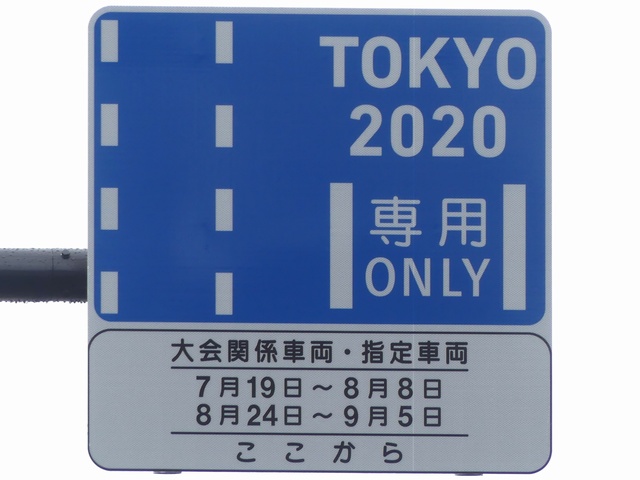 TOKYO
2020
専用
ONLY
大会関係車両・指定車両
7月19日～8月8日
8月24日～9月5日
ここから